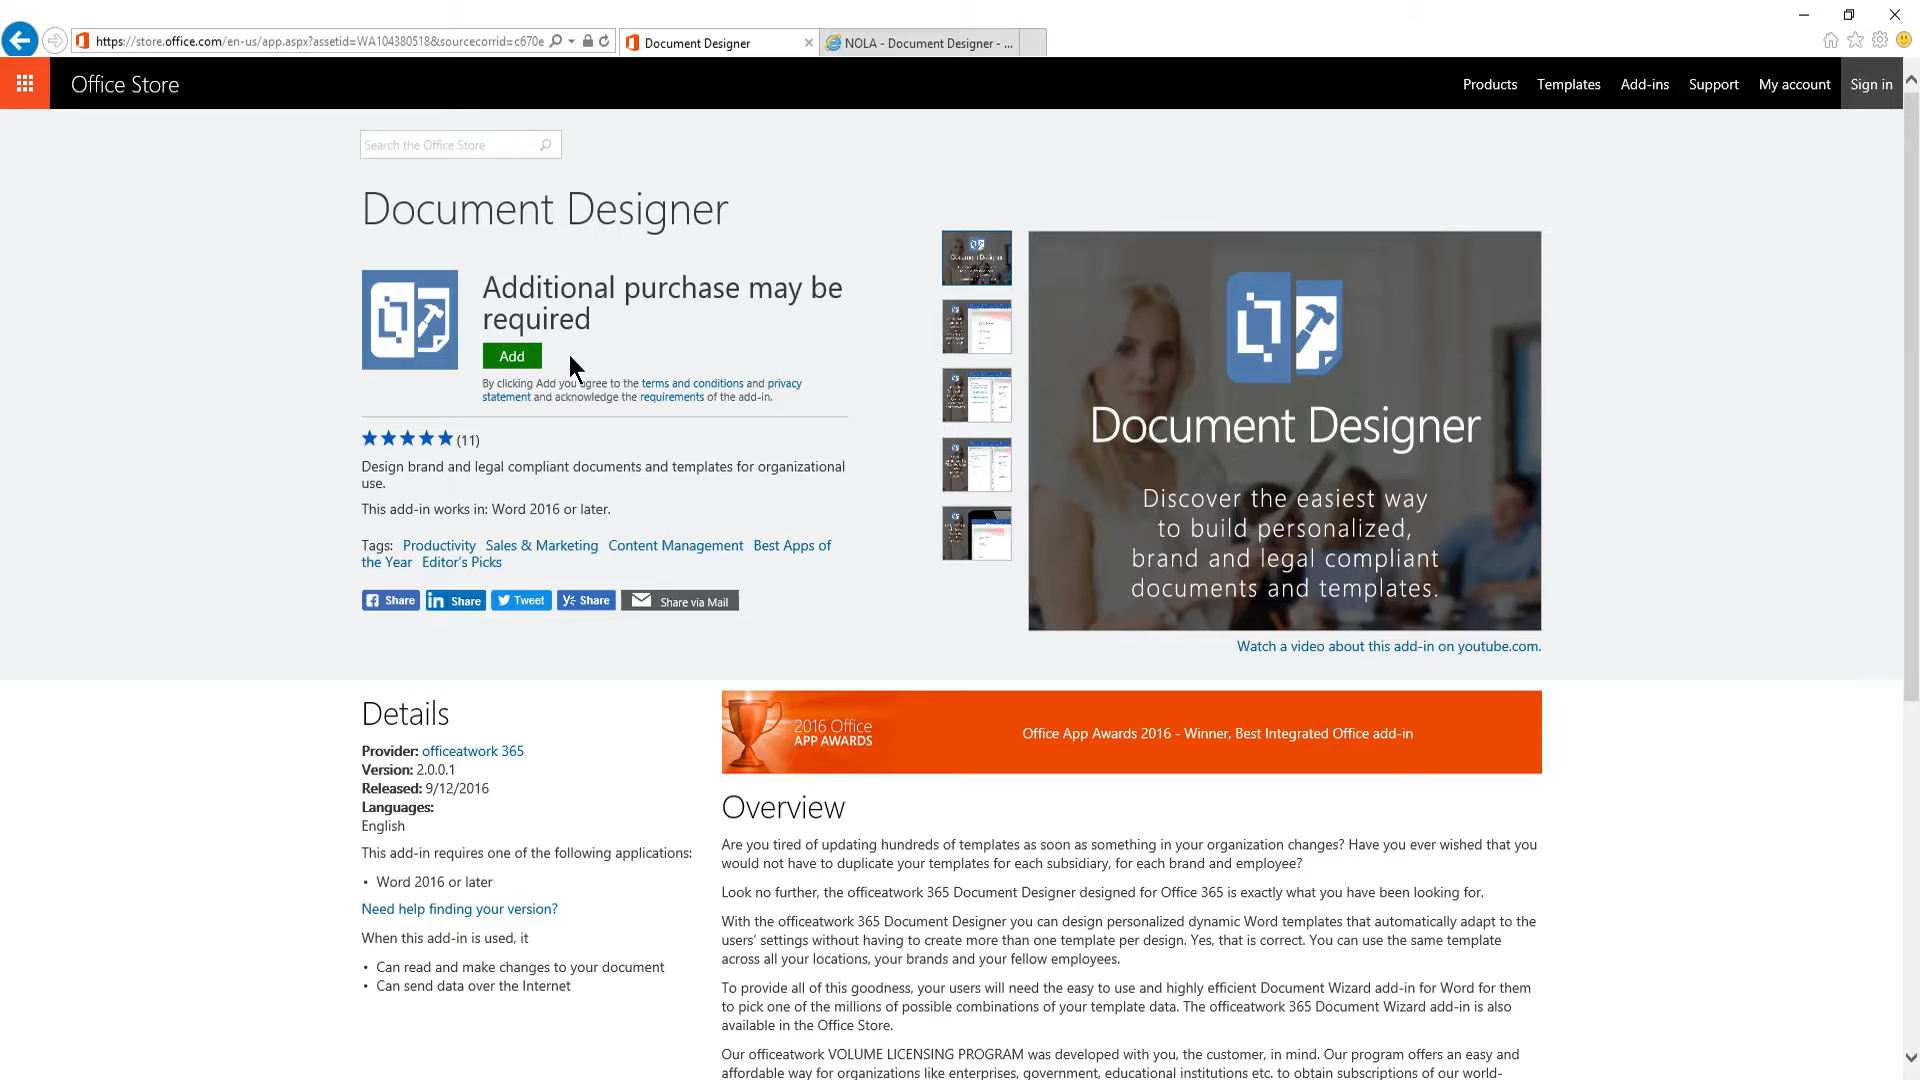 https://store.office.com/en-us/app.aspx?assetid=WA104380518&sourcecorrid=c670e
Document Designer
NOLA - Document Designer - ...
Office Store
Products
Templates
Add-ins
Support
My account
Sign in
Search the Office Store
Document Designer
Additional purchase may be
required
Add
By clicking Add you agree to the terms and conditions and privacy
statement and acknowledge the requirements of the add-in.
(11)
Design brand and legal compliant documents and templates for organizational
use.
This add-in works in: Word 2016 or later.
Tags: Productivity Sales & Marketing Content Management Best Apps of
the Year Editor's Picks
Share
Share
Tweet
Share
Share via Mail
Document Designer
Discover the easiest way
to build personalized,
brand and legal compliant
documents and templates.
Watch a video about this add-in on youtube.com.
Details
Provider: officeatwork 365
Version: 2.0.0.1
Released: 9/12/2016
Languages:
English
This add-in requires one of the following applications:
• Word 2016 or later
Need help finding your version?
When this add-in is used, it
• Can read and make changes to your document
• Can send data over the Internet
2016 Office
APP AWARDS
Office App Awards 2016 - Winner, Best Integrated Office add-in
Overview
Are you tired of updating hundreds of templates as soon as something in your organization changes? Have you ever wished that you
would not have to duplicate your templates for each subsidiary, for each brand and employee?
Look no further, the officeatwork 365 Document Designer designed for Office 365 is exactly what you have been looking for.
With the officeatwork 365 Document Designer you can design personalized dynamic Word templates that automatically adapt to the
users' settings without having to create more than one template per design. Yes, that is correct. You can use the same template
across all your locations, your brands and your fellow employees.
To provide all of this goodness, your users will need the easy to use and highly efficient Document Wizard add-in for Word for them
to pick one of the millions of possible combinations of your template data. The officeatwork 365 Document Wizard add-in is also
available in the Office Store.
Our officeatwork VOLUME LICENSING PROGRAM was developed with you, the customer, in mind. Our program offers an easy and
affordable way for organizations like enterprises, government, educational institutions etc. to obtain subscriptions of our world-